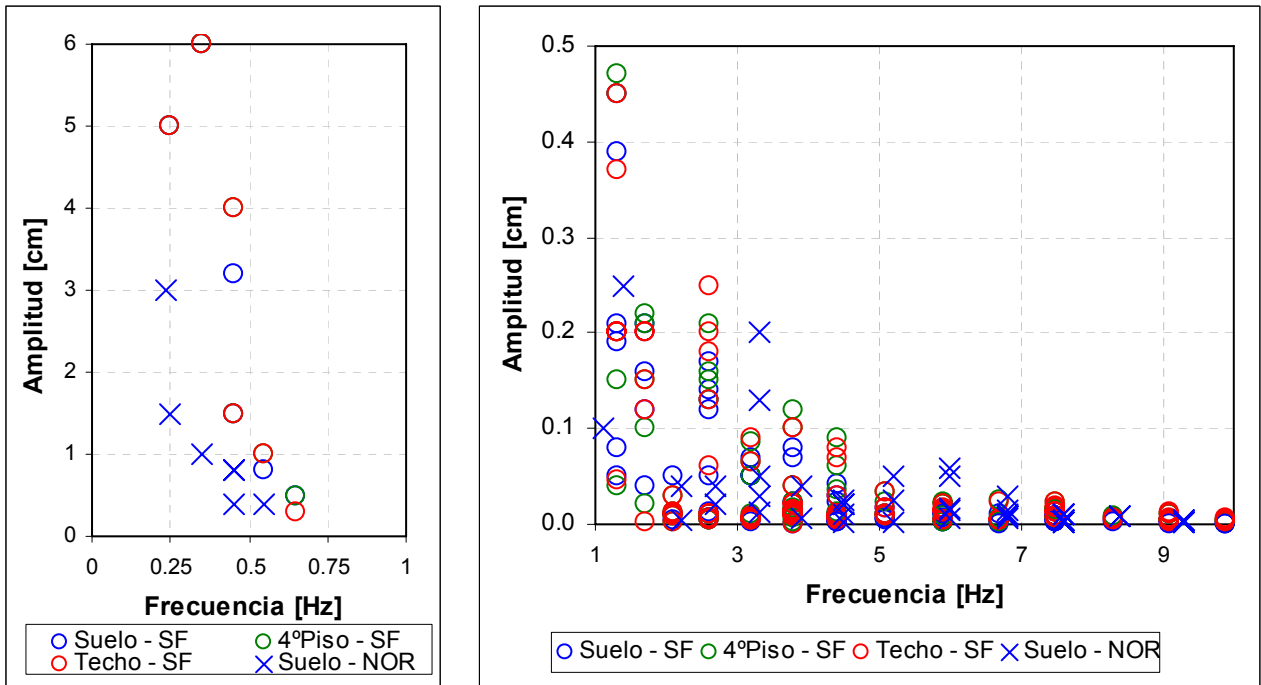 6
5
4
3
2
1
0
Amplitud [cm]
0 0.25 0.5 0.75 1
Frecuencia [Hz]
Suelo - SF 4ºPiso - SF
Techo - SF Suelo - NOR
0.5
0.4
0.3
0.2
0.1
0.0
Amplitud [cm]
1 3 5 7 9
Frecuencia [Hz]
Suelo - SF 4ºPiso - SF Techo - SF Suelo - NOR